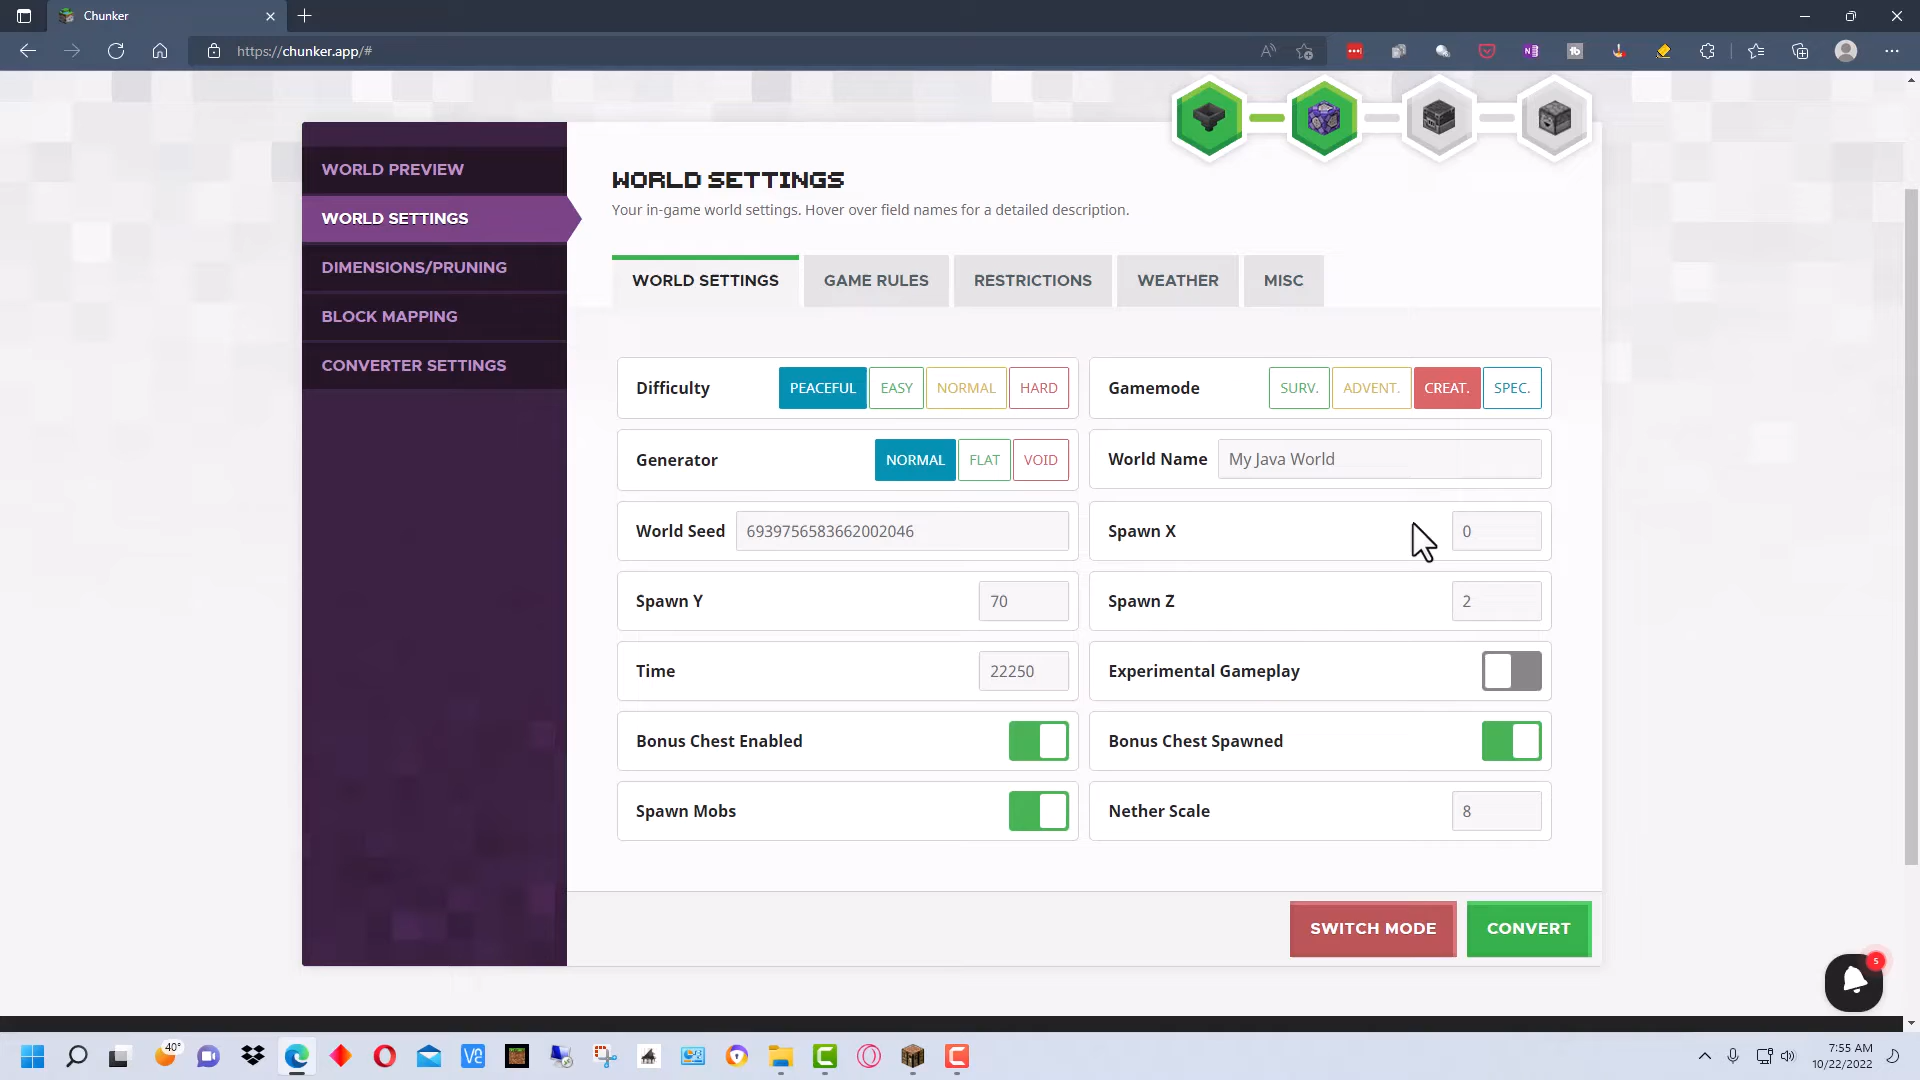 Chunker
https://chunker.app/#
WORLD PREVIEW
WORLD SETTINGS
DIMENSIONS/PRUNING
BLOCK MAPPING
CONVERTER SETTINGS
WORLD SETTINGS
Your in-game world settings. Hover over field names for a detailed description.
WORLD SETTINGS GAME RULES RESTRICTIONS WEATHER MISC
Difficulty PEACEFUL EASY NORMAL HARD
Gamemode SURV. ADVENT. CREAT. SPEC.
Generator NORMAL FLAT VOID
World Name My Java World
World Seed 6939756583662002046
Spawn X 0
Spawn Y 70
Spawn Z 2
Time 22250
Experimental Gameplay
Bonus Chest Enabled
Bonus Chest Spawned
Spawn Mobs
Nether Scale 8
SWITCH MODE CONVERT
5
40°
7:55 AM
10/22/2022